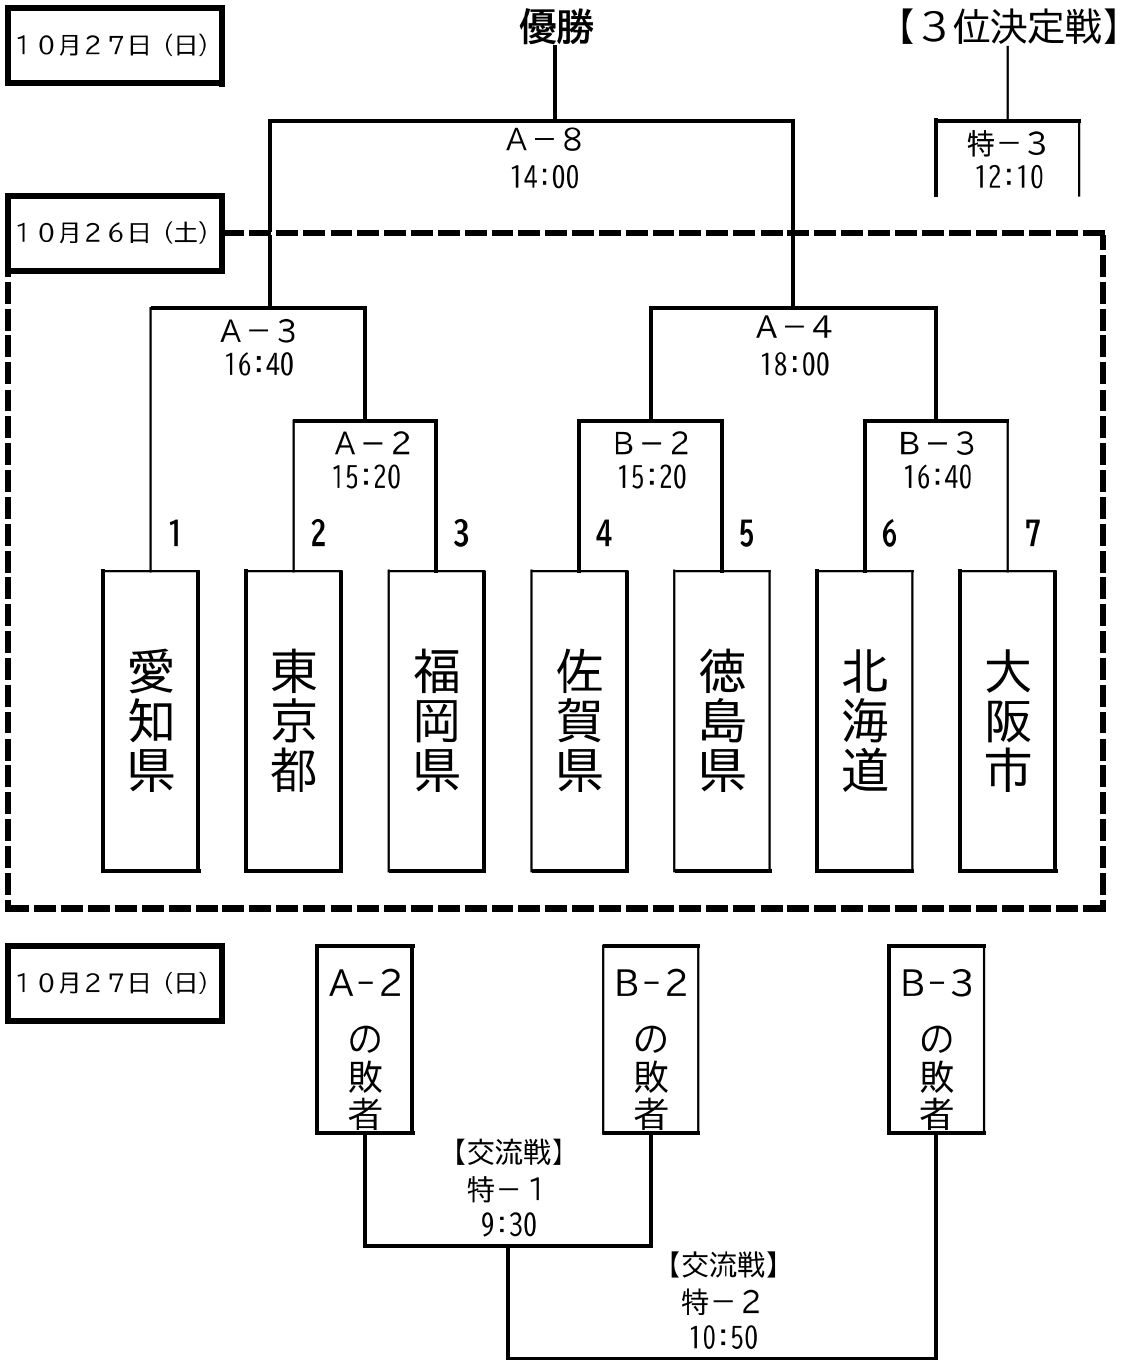 １０月２７日（日）
優勝
【３位決定戦】
Ａ－８
14:00
特－３
12:10
１０月２６日（土）
Ａ－３
16:40
Ａ－４
18:00
Ａ－２
15:20
Ｂ－２
15:20
Ｂ－３
16:40
1
2
3
4
5
6
7
愛知県
東京都
福岡県
佐賀県
徳島県
北海道
大阪市
１０月２７日（日）
Ａ-２
の敗者
Ｂ-２
の敗者
Ｂ-３
の敗者
【交流戦】
特－１
9:30
【交流戦】
特－２
10:50